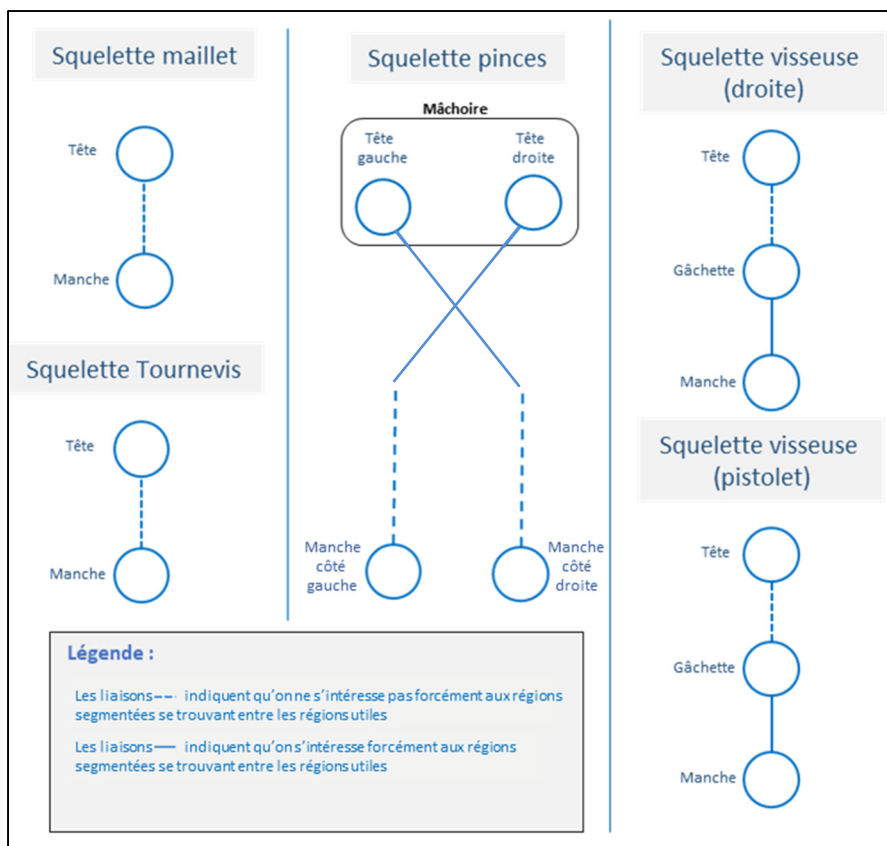 Squelette maillet
Tête
Manche
Squelette Tournevis
Tête
Manche
Squelette pinces
Mâchoire
Tête
gauche
Tête
droite
Manche
côté
gauche
Manche
côté
droite
Squelette visseuse
(droite)
Tête
Gâchette
Manche
Squelette visseuse
(pistolet)
Tête
Gâchette
Manche
Légende :
Les liaisons indiquent qu'on ne s'intéresse pas forcément aux régions
segmentées se trouvant entre les régions utiles
Les liaisons indiquent qu'on s'intéresse forcément aux régions
segmentées se trouvant entre les régions utiles